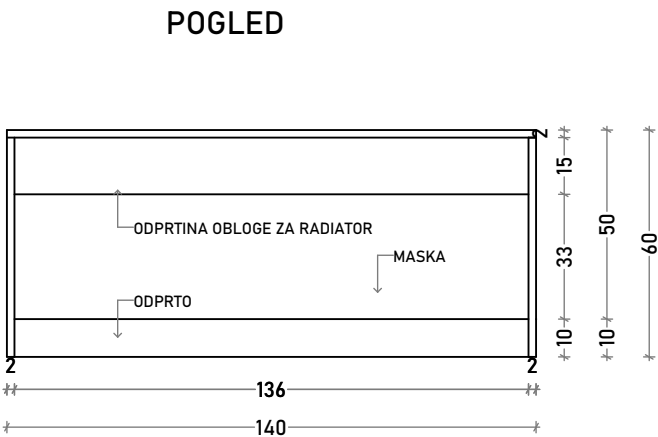 POGLED
2
15
ODPRTINA OBLOGE ZA RADIATOR
50
60
MASKA
33
ODPRTO
10
10
2
2
136
140